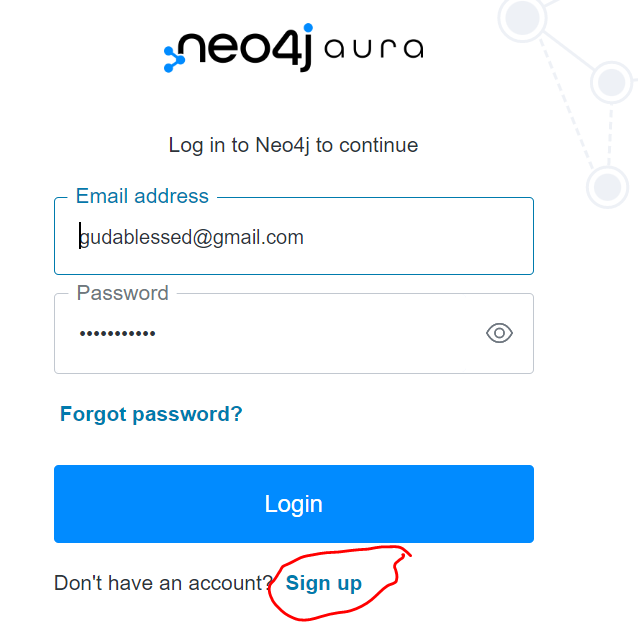 neo4j aura
Log in to Neo4j to continue
Email address
gudablessed@gmail.com
Password
•••••••••••
Forgot password?
Login
Don't have an account? Sign up